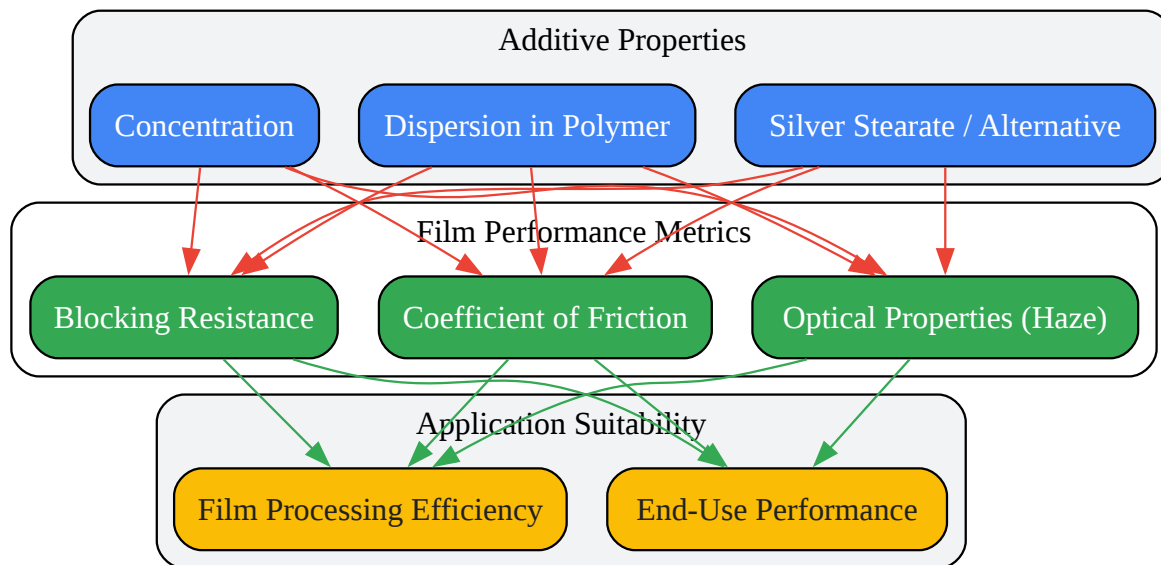 Additive Properties
Concentration
Dispersion in Polymer
Silver Stearate / Alternative
Film Performance Metrics
Blocking Resistance
Coefficient of Friction
Optical Properties (Haze)
Application Suitability
Film Processing Efficiency
End-Use Performance